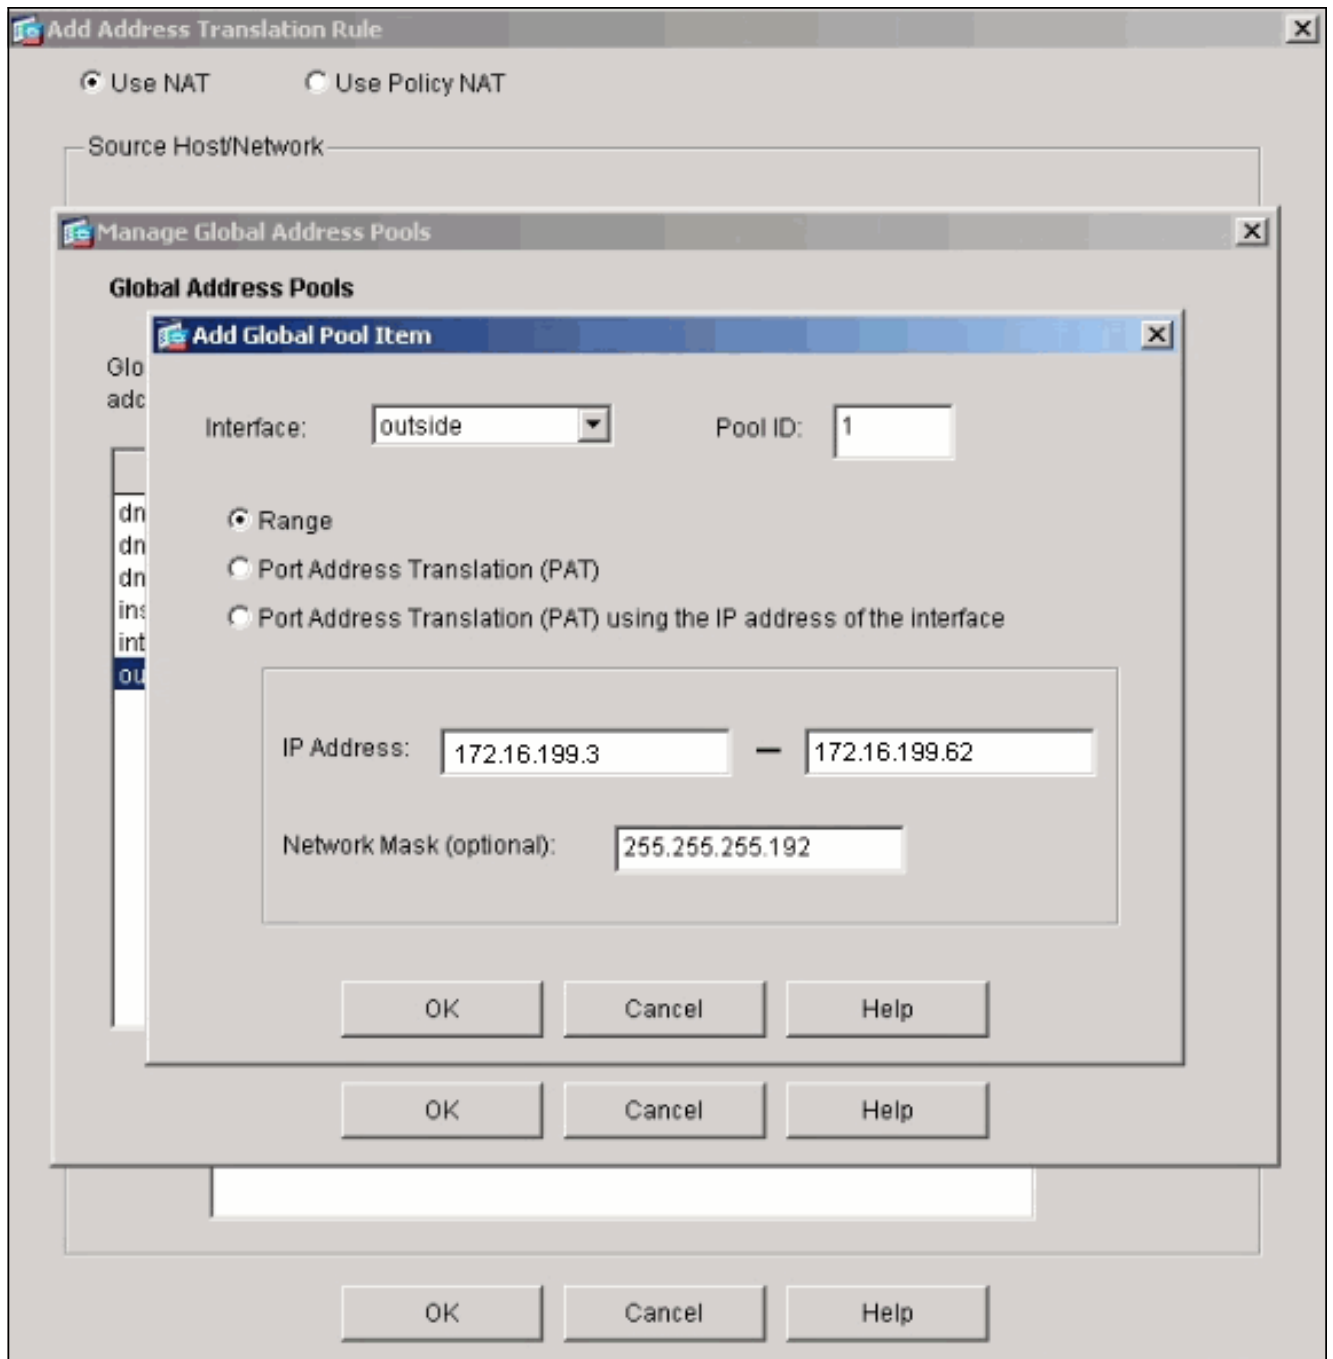 Add Address Translation Rule
Use NAT Use Policy NAT
Source Host/Network
Manage Global Address Pools
Global Address Pools
Add Global Pool Item
Glo
adc
Interface: outside Pool ID: 1
dn
dn
dn
ins
int
ou
Range
Port Address Translation (PAT)
Port Address Translation (PAT) using the IP address of the interface
IP Address: 172.16.199.3 — 172.16.199.62
Network Mask (optional): 255.255.255.192
OK Cancel Help
OK Cancel Help
OK Cancel Help